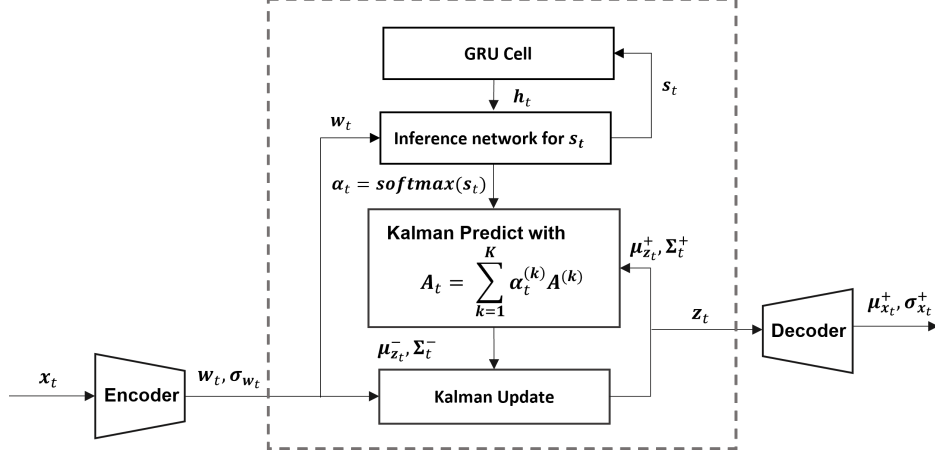 GRU Cell
h_t
s_t
w_t
Inference network for s_t
α_t = softmax(s_t)
Kalman Predict with
A_t = ∑_{k=1}^{K} α_t^{(k)} A^{(k)}
μ_{z_t}^+, Σ_t^+
μ_{z_t}^-, Σ_t^-
z_t
Decoder
μ_{x_t}^+, σ_{x_t}^+
x_t
Encoder
w_t, σ_{w_t}
Kalman Update